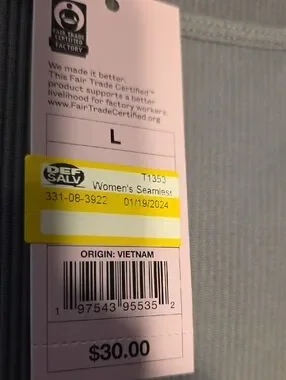 FAIR TRADE
CERTIFIED
FACTORY
We made it better.
This Fair Trade Certified™
product supports a better
livelihood for factory workers.
www.FairTradeCertified.org
L
DEF
SALV
T1353
Women's Seamless
331-08-3922 01/19/2024
ORIGIN: VIETNAM
1 97543 95535 2
$30.00